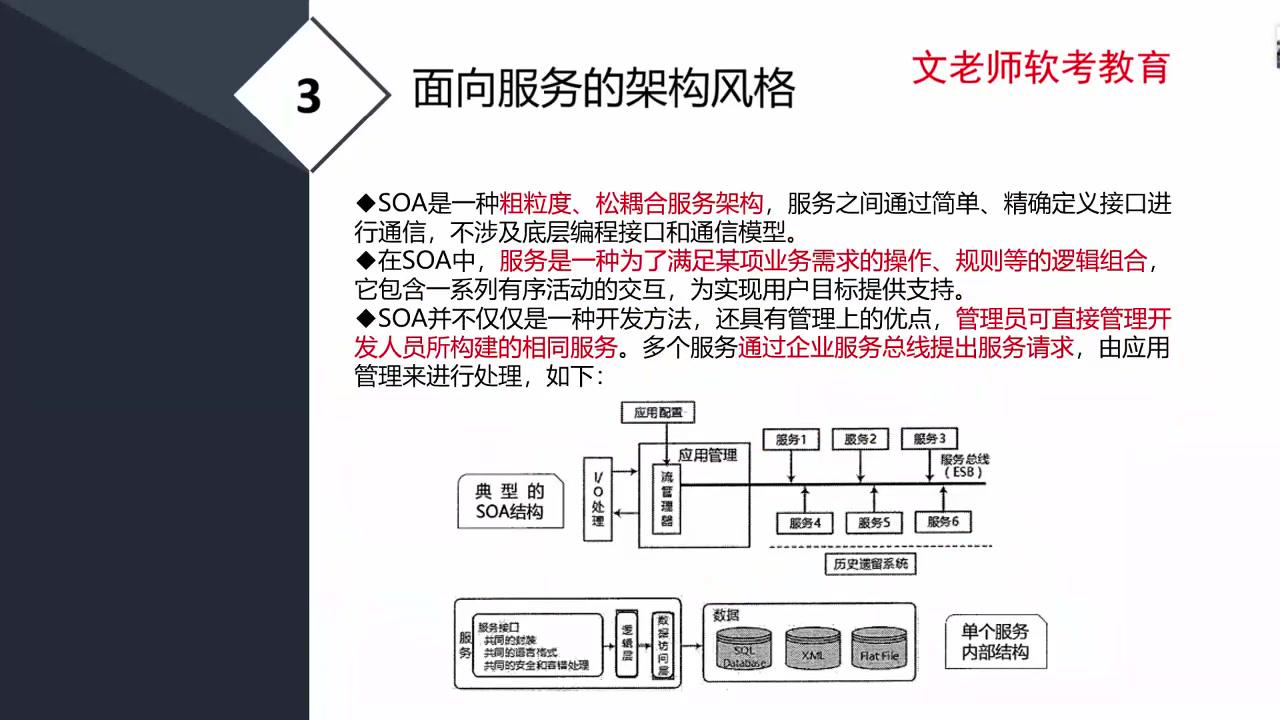 3
面向服务的架构风格
文老师软考教育
◆SOA是一种粗粒度、松耦合服务架构，服务之间通过简单、精确定义接口进
行通信，不涉及底层编程接口和通信模型。
◆在SOA中，服务是一种为了满足某项业务需求的操作、规则等的逻辑组合，
它包含一系列有序活动的交互，为实现用户目标提供支持。
◆SOA并不仅仅是一种开发方法，还具有管理上的优点，管理员可直接管理开
发人员所构建的相同服务。多个服务通过企业服务总线提出服务请求，由应用
管理来进行处理，如下：
应用配置
典型的
SOA结构
I/O处理
应用管理
流管理器
服务1
服务2
服务3
服务总线
（ESB）
服务4
服务5
服务6
历史遗留系统
服务
服务接口
共同的封装
共同的语言格式
共同的安全和容错处理
逻辑层
数据访问层
数据
SQL
Database
XML
Flat File
单个服务
内部结构